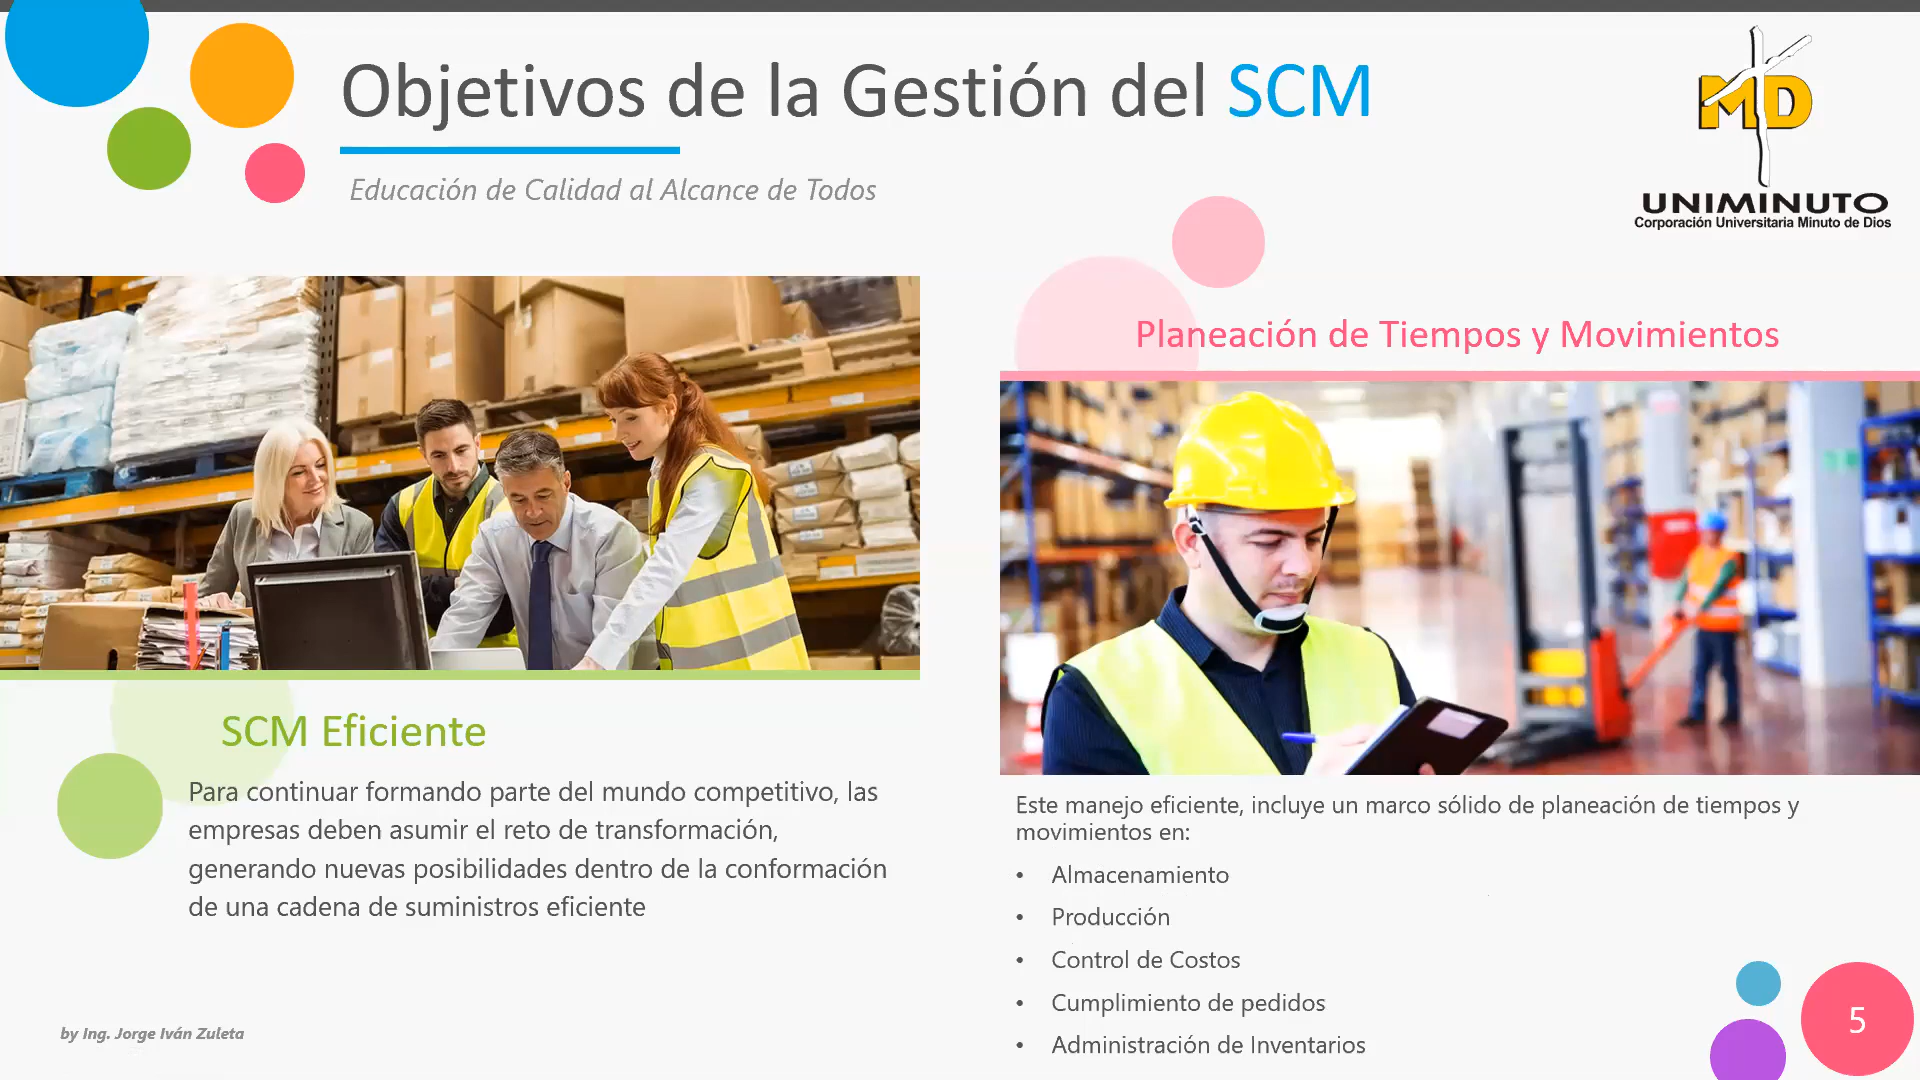 Objetivos de la Gestión del SCM
Educación de Calidad al Alcance de Todos
MD
UNIMINUTO
Corporación Universitaria Minuto de Dios
SCM Eficiente
Para continuar formando parte del mundo competitivo, las
empresas deben asumir el reto de transformación,
generando nuevas posibilidades dentro de la conformación
de una cadena de suministros eficiente
Planeación de Tiempos y Movimientos
Este manejo eficiente, incluye un marco sólido de planeación de tiempos y
movimientos en:
• Almacenamiento
• Producción
• Control de Costos
• Cumplimiento de pedidos
• Administración de Inventarios
by Ing. Jorge Iván Zuleta
5